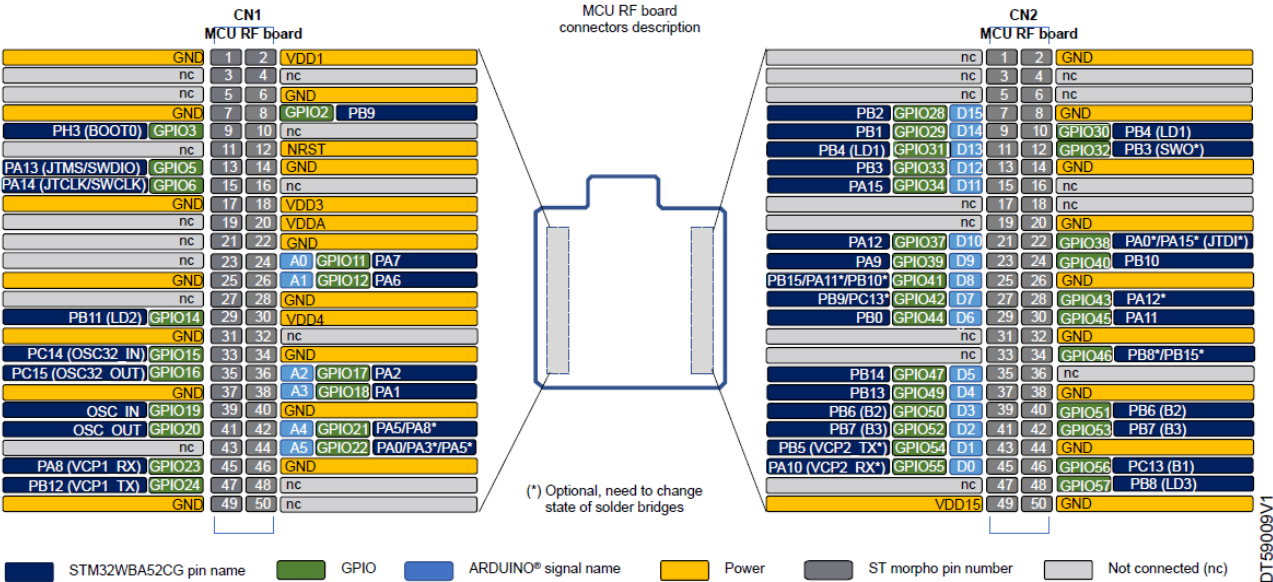 MCU RF board
connectors description
CN1
MCU RF board
GND 1 2 VDD1
nc 3 4 nc
nc 5 6 GND
GND 7 8 GPIO2 PB9
PH3 (BOOT0) GPIO3 9 10 nc
nc 11 12 NRST
PA13 (JTMS/SWDIO) GPIO5 13 14 GND
PA14 (JTCLK/SWCLK) GPIO6 15 16 nc
GND 17 18 VDD3
nc 19 20 VDDA
nc 21 22 GND
nc 23 24 A0 GPIO11 PA7
GND 25 26 A1 GPIO12 PA6
nc 27 28 GND
PB11 (LD2) GPIO14 29 30 VDD4
GND 31 32 nc
PC14 (OSC32_IN) GPIO15 33 34 GND
PC15 (OSC32_OUT) GPIO16 35 36 A2 GPIO17 PA2
GND 37 38 A3 GPIO18 PA1
OSC_IN GPIO19 39 40 GND
OSC_OUT GPIO20 41 42 A4 GPIO21 PA5/PA8*
nc 43 44 A5 GPIO22 PA0/PA3*/PA5*
PA8 (VCP1_RX) GPIO23 45 46 GND
PB12 (VCP1_TX) GPIO24 47 48 nc
GND 49 50 nc
CN2
MCU RF board
nc 1 2 GND
nc 3 4 nc
nc 5 6 nc
PB2 GPIO28 D15 7 8 GND
PB1 GPIO29 D14 9 10 GPIO30 PB4 (LD1)
PB4 (LD1) GPIO31 D13 11 12 GPIO32 PB3 (SWO*)
PB3 GPIO33 D12 13 14 GND
PA15 GPIO34 D11 15 16 nc
nc 17 18 nc
nc 19 20 GND
PA12 GPIO37 D10 21 22 GPIO38 PA0*/PA15* (JTDI*)
PA9 GPIO39 D9 23 24 GPIO40 PB10
PB15/PA11*/PB10* GPIO41 D8 25 26 GND
PB9/PC13* GPIO42 D7 27 28 GPIO43 PA12*
PB0 GPIO44 D6 29 30 GPIO45 PA11
nc 31 32 GND
nc 33 34 GPIO46 PB8*/PB15*
PB14 GPIO47 D5 35 36 nc
PB13 GPIO49 D4 37 38 GND
PB6 (B2) GPIO50 D3 39 40 GPIO51 PB6 (B2)
PB7 (B3) GPIO52 D2 41 42 GPIO53 PB7 (B3)
PB5 (VCP2_TX*) GPIO54 D1 43 44 GND
PA10 (VCP2_RX*) GPIO55 D0 45 46 GPIO56 PC13 (B1)
nc 47 48 GPIO57 PB8 (LD3)
VDD15 49 50 GND
(*) Optional, need to change
state of solder bridges
STM32WBA52CG pin name
GPIO
ARDUINO® signal name
Power
ST morpho pin number
Not connected (nc)
DT59009V1